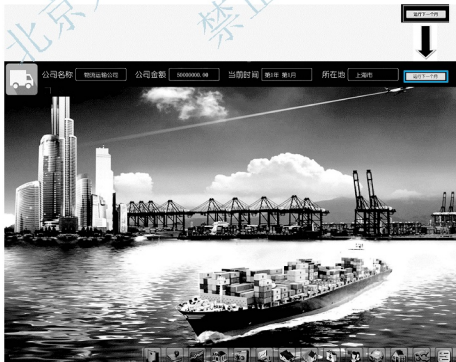 运行下一个月
公司名称 物流运输公司 公司金额 50000000.00 当前时间 第1年 第1月 所在地 上海市 运行下一个月
北京
禁止